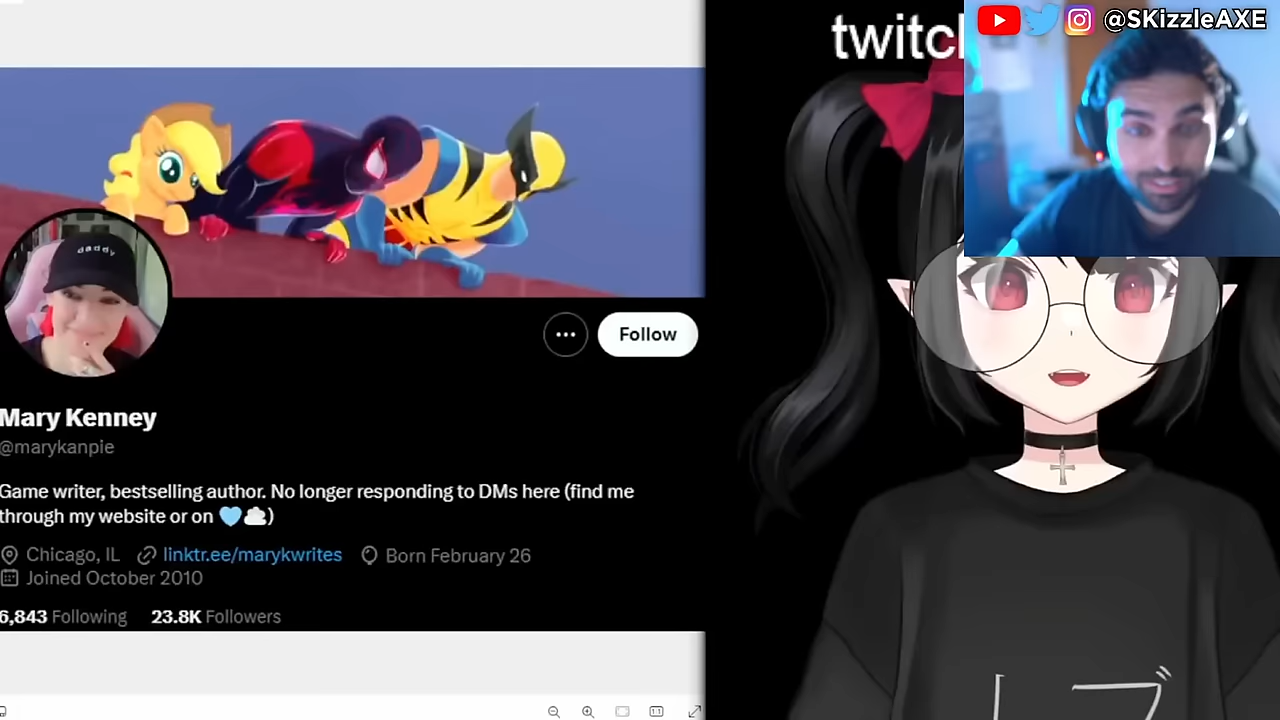 twitch
@SKizzleAXE
daddy
Follow
Mary Kenney
@marykanpie
Game writer, bestselling author. No longer responding to DMs here (find me
through my website or on 🩵☁️)
Chicago, IL linktr.ee/marykwrites Born February 26
Joined October 2010
6,843 Following 23.8K Followers